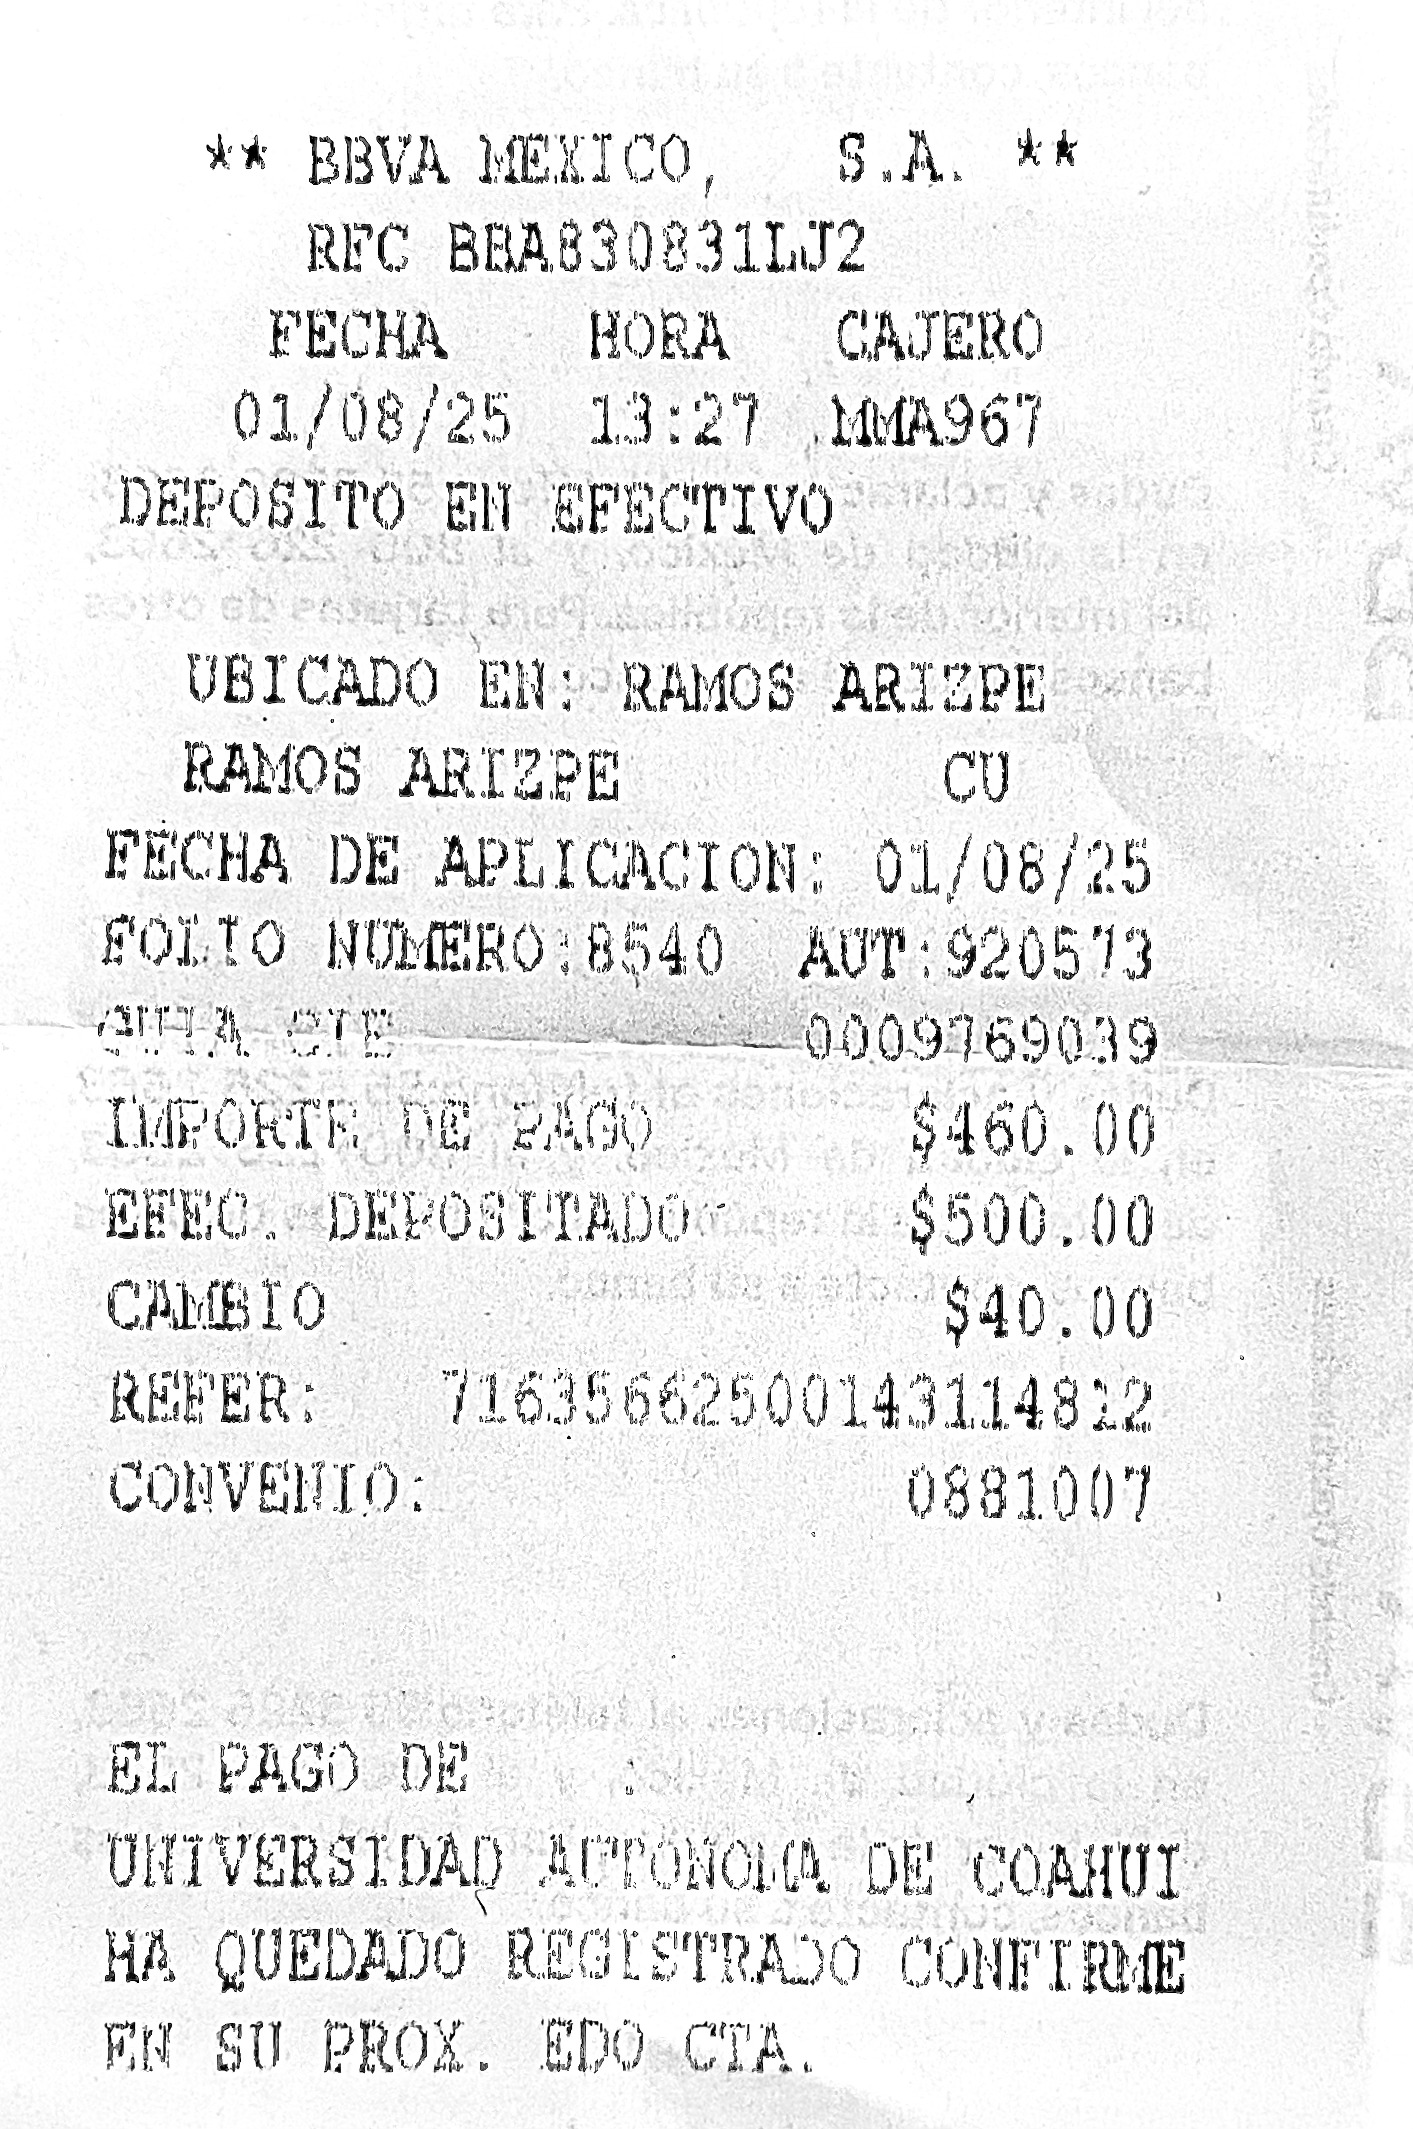 ** BBVA MEXICO, S.A. **
RFC BBA830831LJ2
FECHA HORA CAJERO
01/08/25 13:27 MMA967
DEPOSITO EN EFECTIVO
UBICADO EN: RAMOS ARIZPE
RAMOS ARIZPE CU
FECHA DE APLICACION: 01/08/25
FOLIO NUMERO:8540 AUT:920573
GUIA CIE 0009769039
IMPORTE DE PAGO $460.00
EFEC. DEPOSITADO $500.00
CAMBIO $40.00
REFER: 71635662500143114812
CONVENIO: 0881007
EL PAGO DE
UNIVERSIDAD AUTONOMA DE COAHUI
HA QUEDADO REGISTRADO CONFIRME
EN SU PROX. EDO CTA.